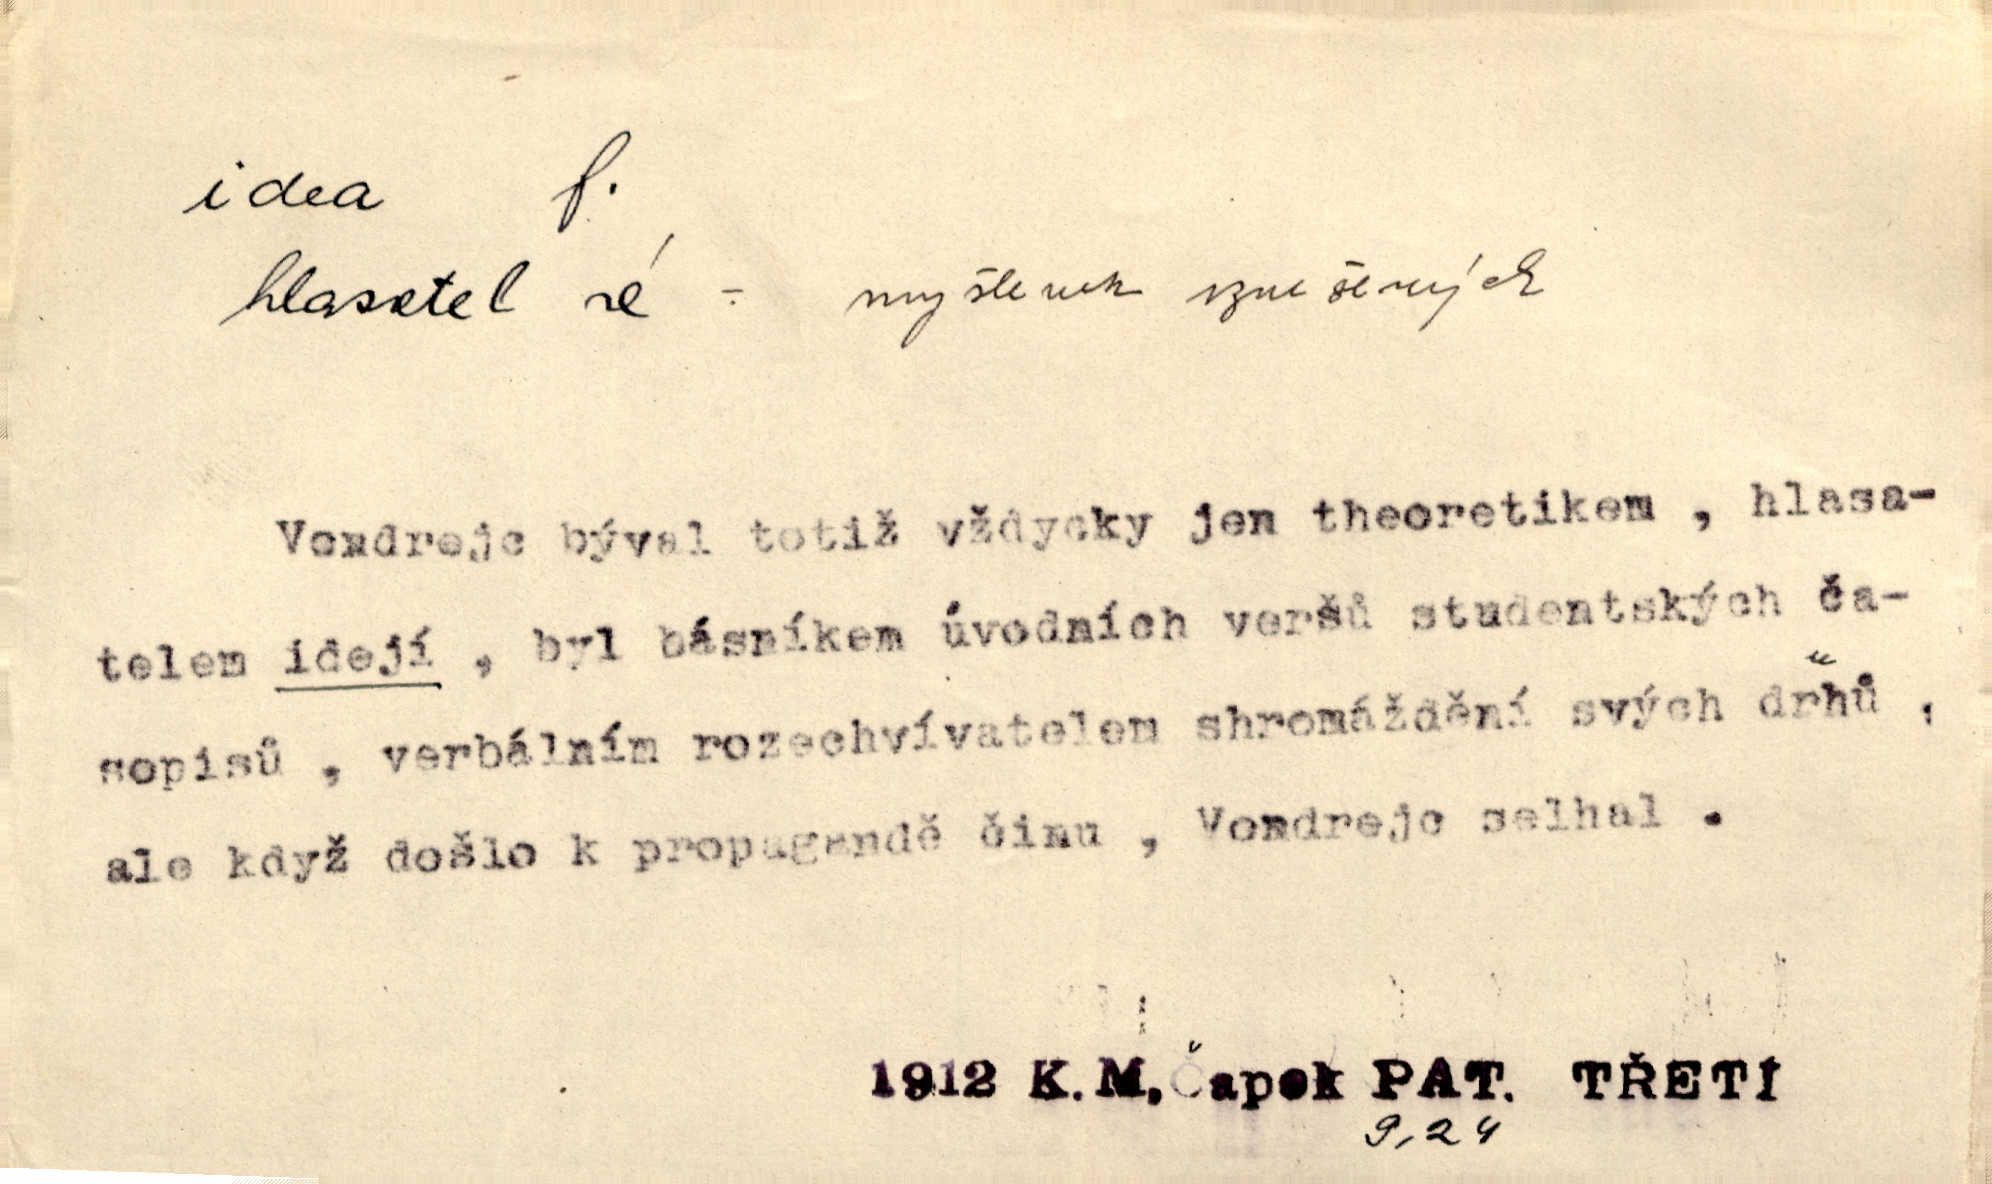 idea f.
hlasatel ré - myšlenek vznešených
Vondrejc býval totiž vždycky jen theoretikem , hlasa-
telem idejí , byl básníkem úvodních veršů studentských ča-
sopisů , verbálním rozechvívatelem shromáždění svých druhů ,
ale když došlo k propagandě činu , Vondrejc selhal .
1912 K. M. Čapek PAT. TŘETÍ
9,24